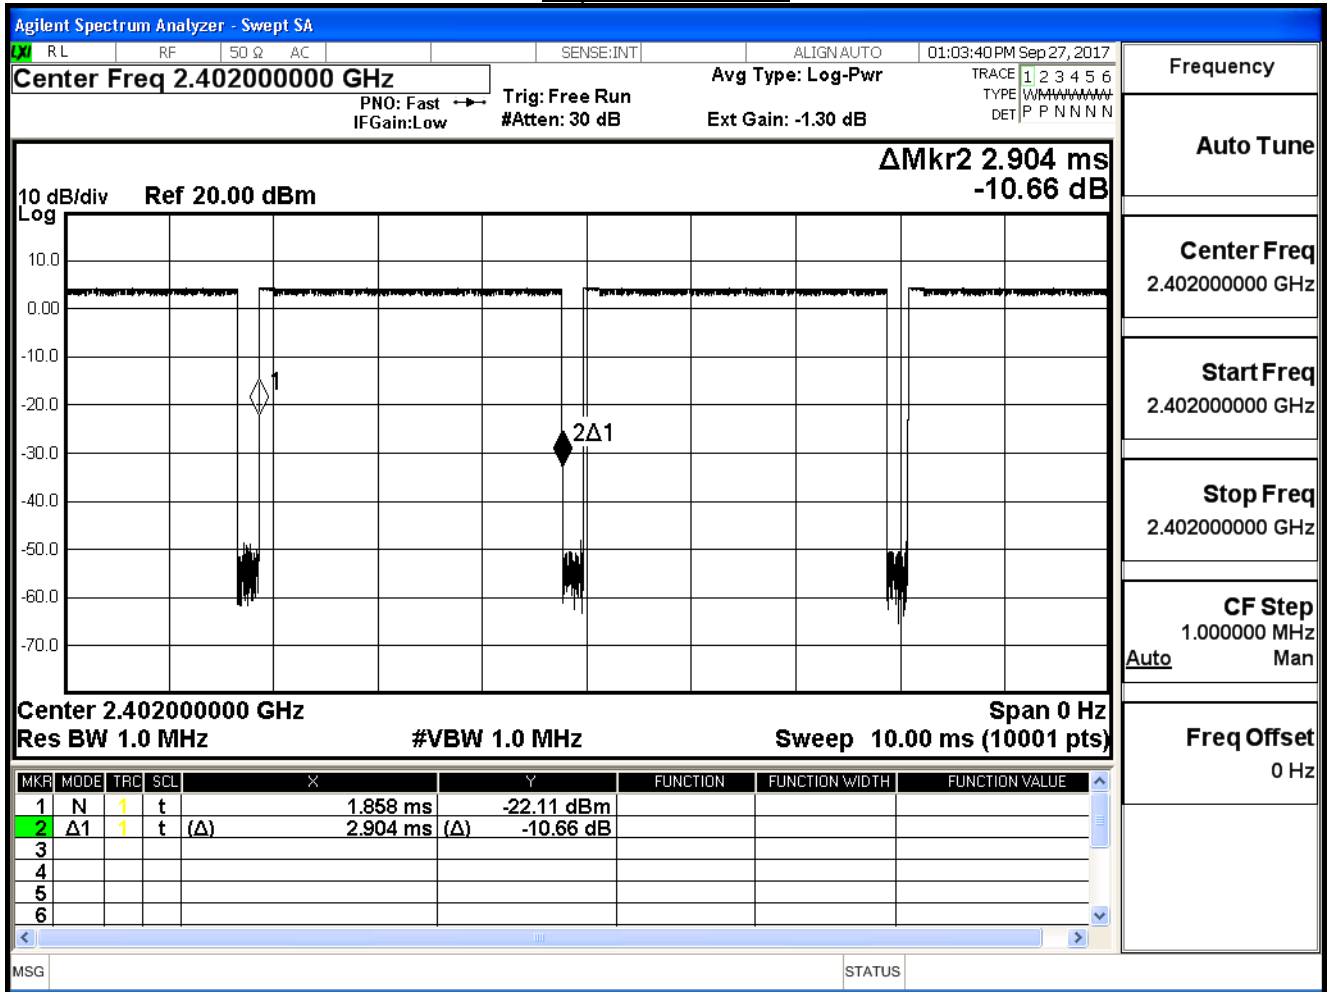 Agilent Spectrum Analyzer - Swept SA
LXI RL RF 50 Ω AC SENSE:INT ALIGN AUTO 01:03:40 PM Sep 27, 2017
Center Freq 2.402000000 GHz
PNO: Fast
IFGain:Low
Trig: Free Run
#Atten: 30 dB
Avg Type: Log-Pwr
Ext Gain: -1.30 dB
TRACE 1 2 3 4 5 6
TYPE WMWWWWW
DET P P N N N N
ΔMkr2 2.904 ms
-10.66 dB
10 dB/div Ref 20.00 dBm
Log
10.0
0.00
-10.0
-20.0
-30.0
-40.0
-50.0
-60.0
-70.0
1
2Δ1
Center 2.402000000 GHz Span 0 Hz
Res BW 1.0 MHz #VBW 1.0 MHz Sweep 10.00 ms (10001 pts)
MKR MODE TRC SCL X Y FUNCTION FUNCTION WIDTH FUNCTION VALUE
1 N 1 t 1.858 ms -22.11 dBm
2 Δ1 1 t (Δ) 2.904 ms (Δ) -10.66 dB
3
4
5
6
MSG STATUS
Frequency
Auto Tune
Center Freq
2.402000000 GHz
Start Freq
2.402000000 GHz
Stop Freq
2.402000000 GHz
CF Step
1.000000 MHz
Auto Man
Freq Offset
0 Hz